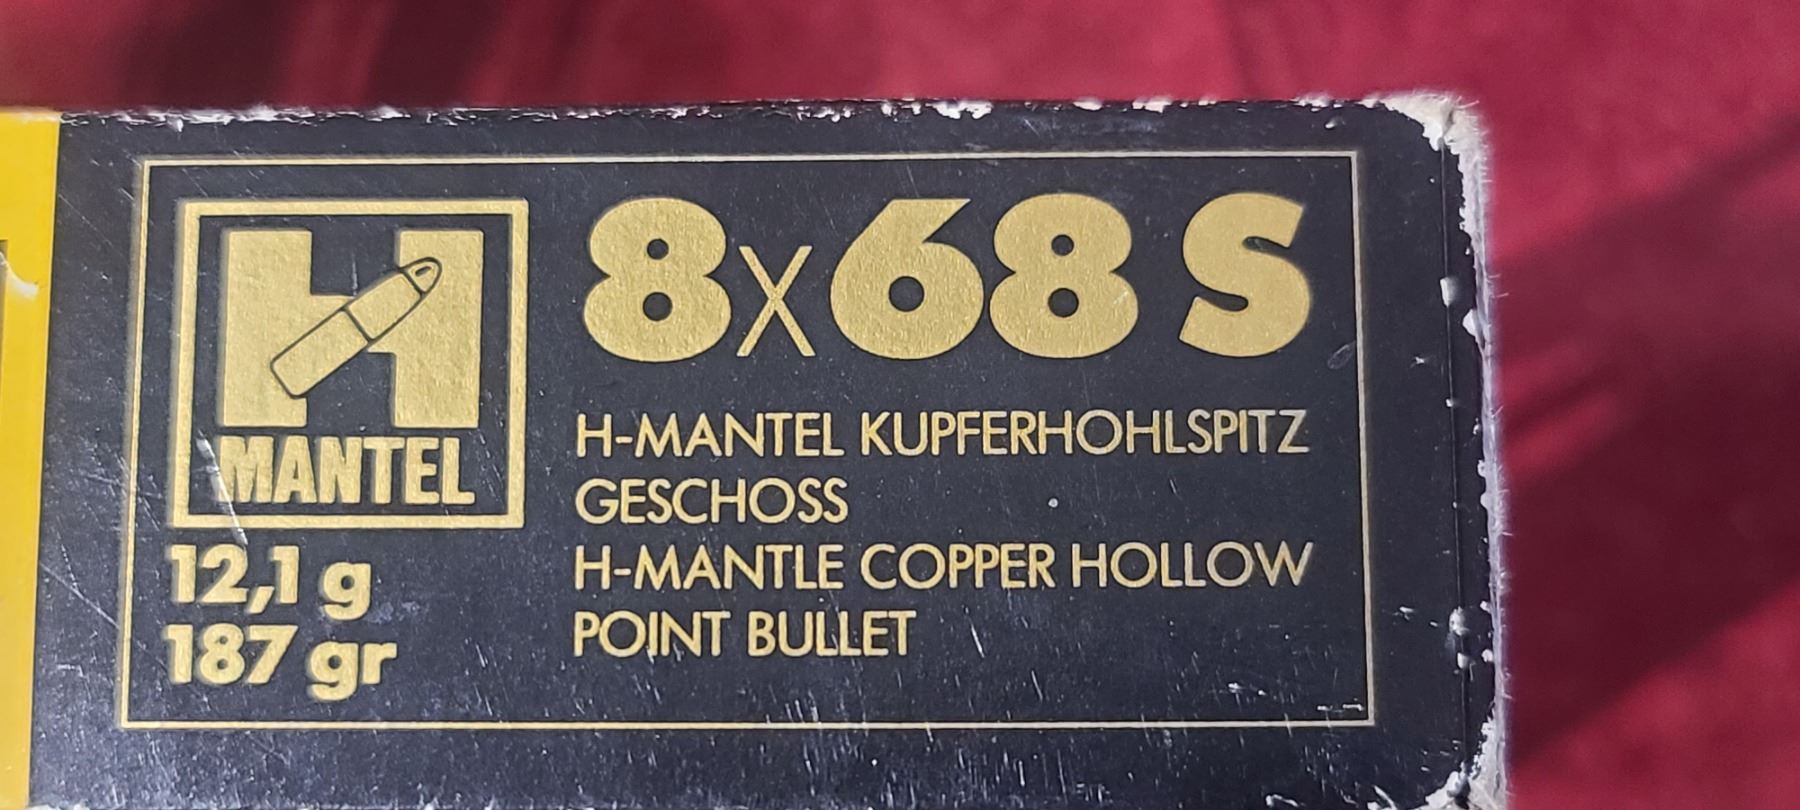 H
MANTEL
12,1 g
187 gr
8x68 S
H-MANTEL KUPFERHOHLSPITZ
GESCHOSS
H-MANTLE COPPER HOLLOW
POINT BULLET